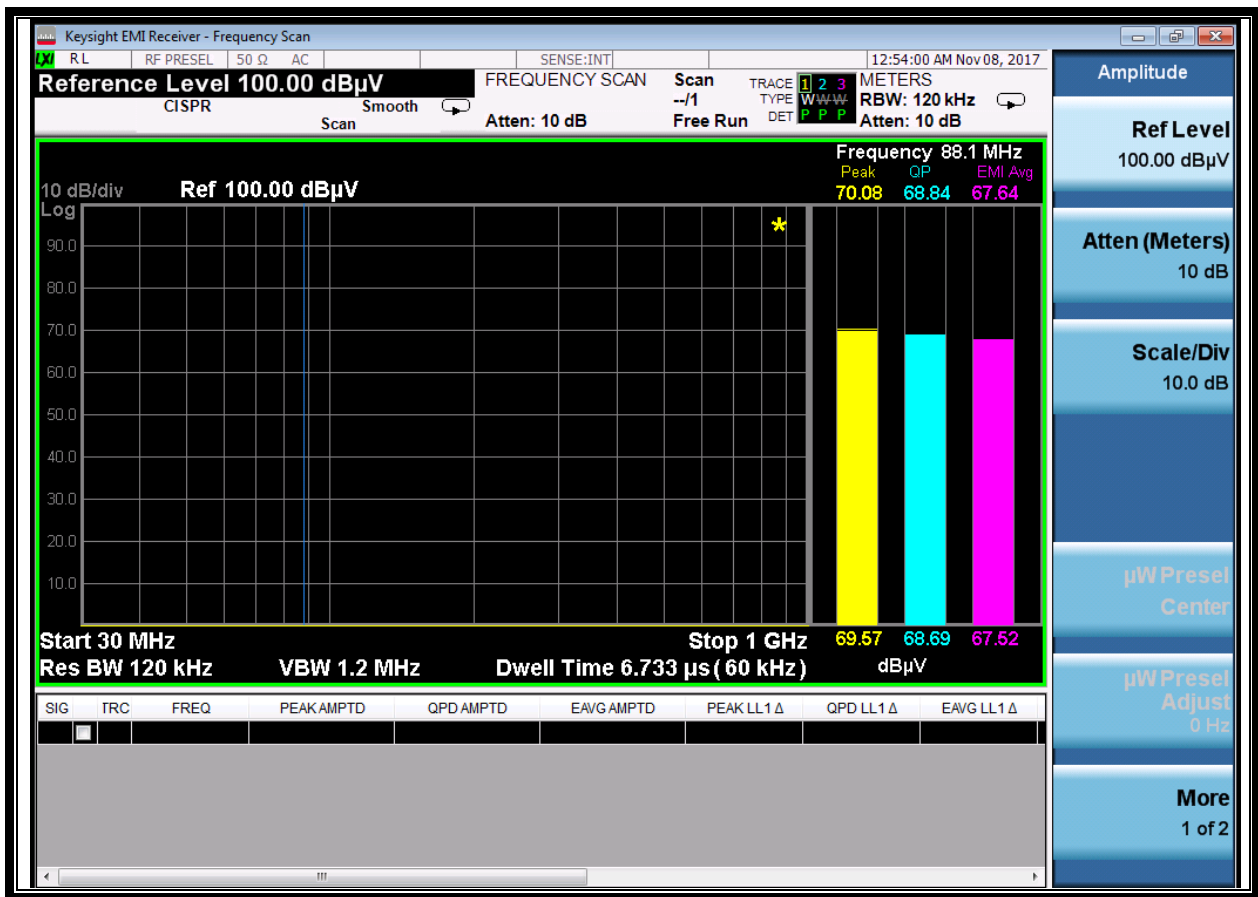 Keysight EMI Receiver - Frequency Scan
LXI RL RF PRESEL 50 Ω AC SENSE:INT 12:54:00 AM Nov 08, 2017
Reference Level 100.00 dBµV
CISPR Smooth
Scan
FREQUENCY SCAN
Atten: 10 dB
Scan
--/1
Free Run
TRACE 1 2 3
TYPE W W W
DET P P P
METERS
RBW: 120 kHz
Atten: 10 dB
10 dB/div Ref 100.00 dBµV
Log
90.0
80.0
70.0
60.0
50.0
40.0
30.0
20.0
10.0
*
Frequency 88.1 MHz
Peak QP EMI Avg
70.08 68.84 67.64
69.57 68.69 67.52
dBµV
Start 30 MHz Stop 1 GHz
Res BW 120 kHz VBW 1.2 MHz Dwell Time 6.733 µs ( 60 kHz )
SIG TRC FREQ PEAK AMPTD QPD AMPTD EAVG AMPTD PEAK LL1 Δ QPD LL1 Δ EAVG LL1 Δ
Amplitude
Ref Level
100.00 dBµV
Atten (Meters)
10 dB
Scale/Div
10.0 dB
µW Presel
Center
µW Presel
Adjust
0 Hz
More
1 of 2